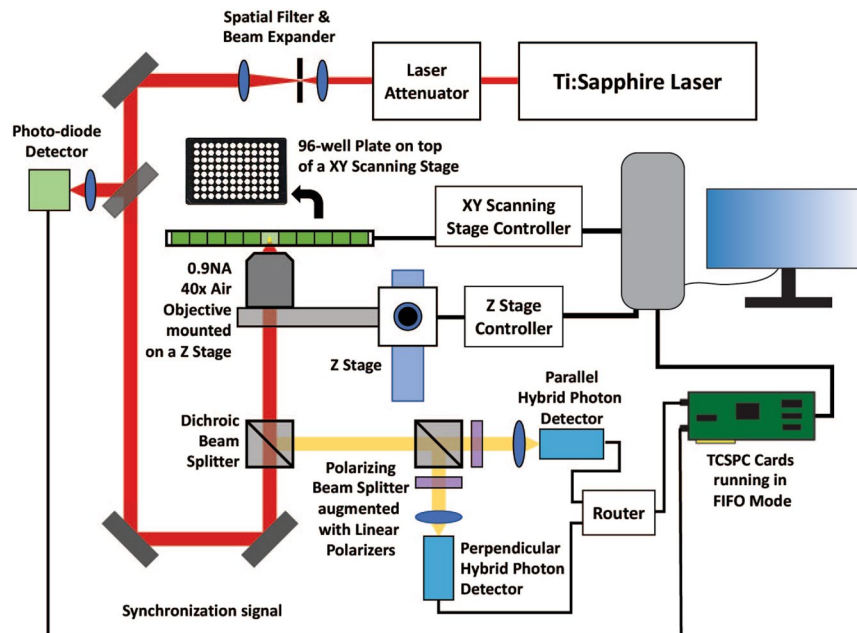 Spatial Filter &
Beam Expander
Laser
Attenuator
Ti:Sapphire Laser
Photo-diode
Detector
96-well Plate on top
of a XY Scanning Stage
XY Scanning
Stage Controller
0.9NA
40x Air
Objective
mounted
on a Z Stage
Z Stage
Controller
Z Stage
Parallel
Hybrid Photon
Detector
Dichroic
Beam
Splitter
Polarizing
Beam Splitter
augmented
with Linear
Polarizers
TCSPC Cards
running in
FIFO Mode
Router
Perpendicular
Hybrid Photon
Detector
Synchronization signal